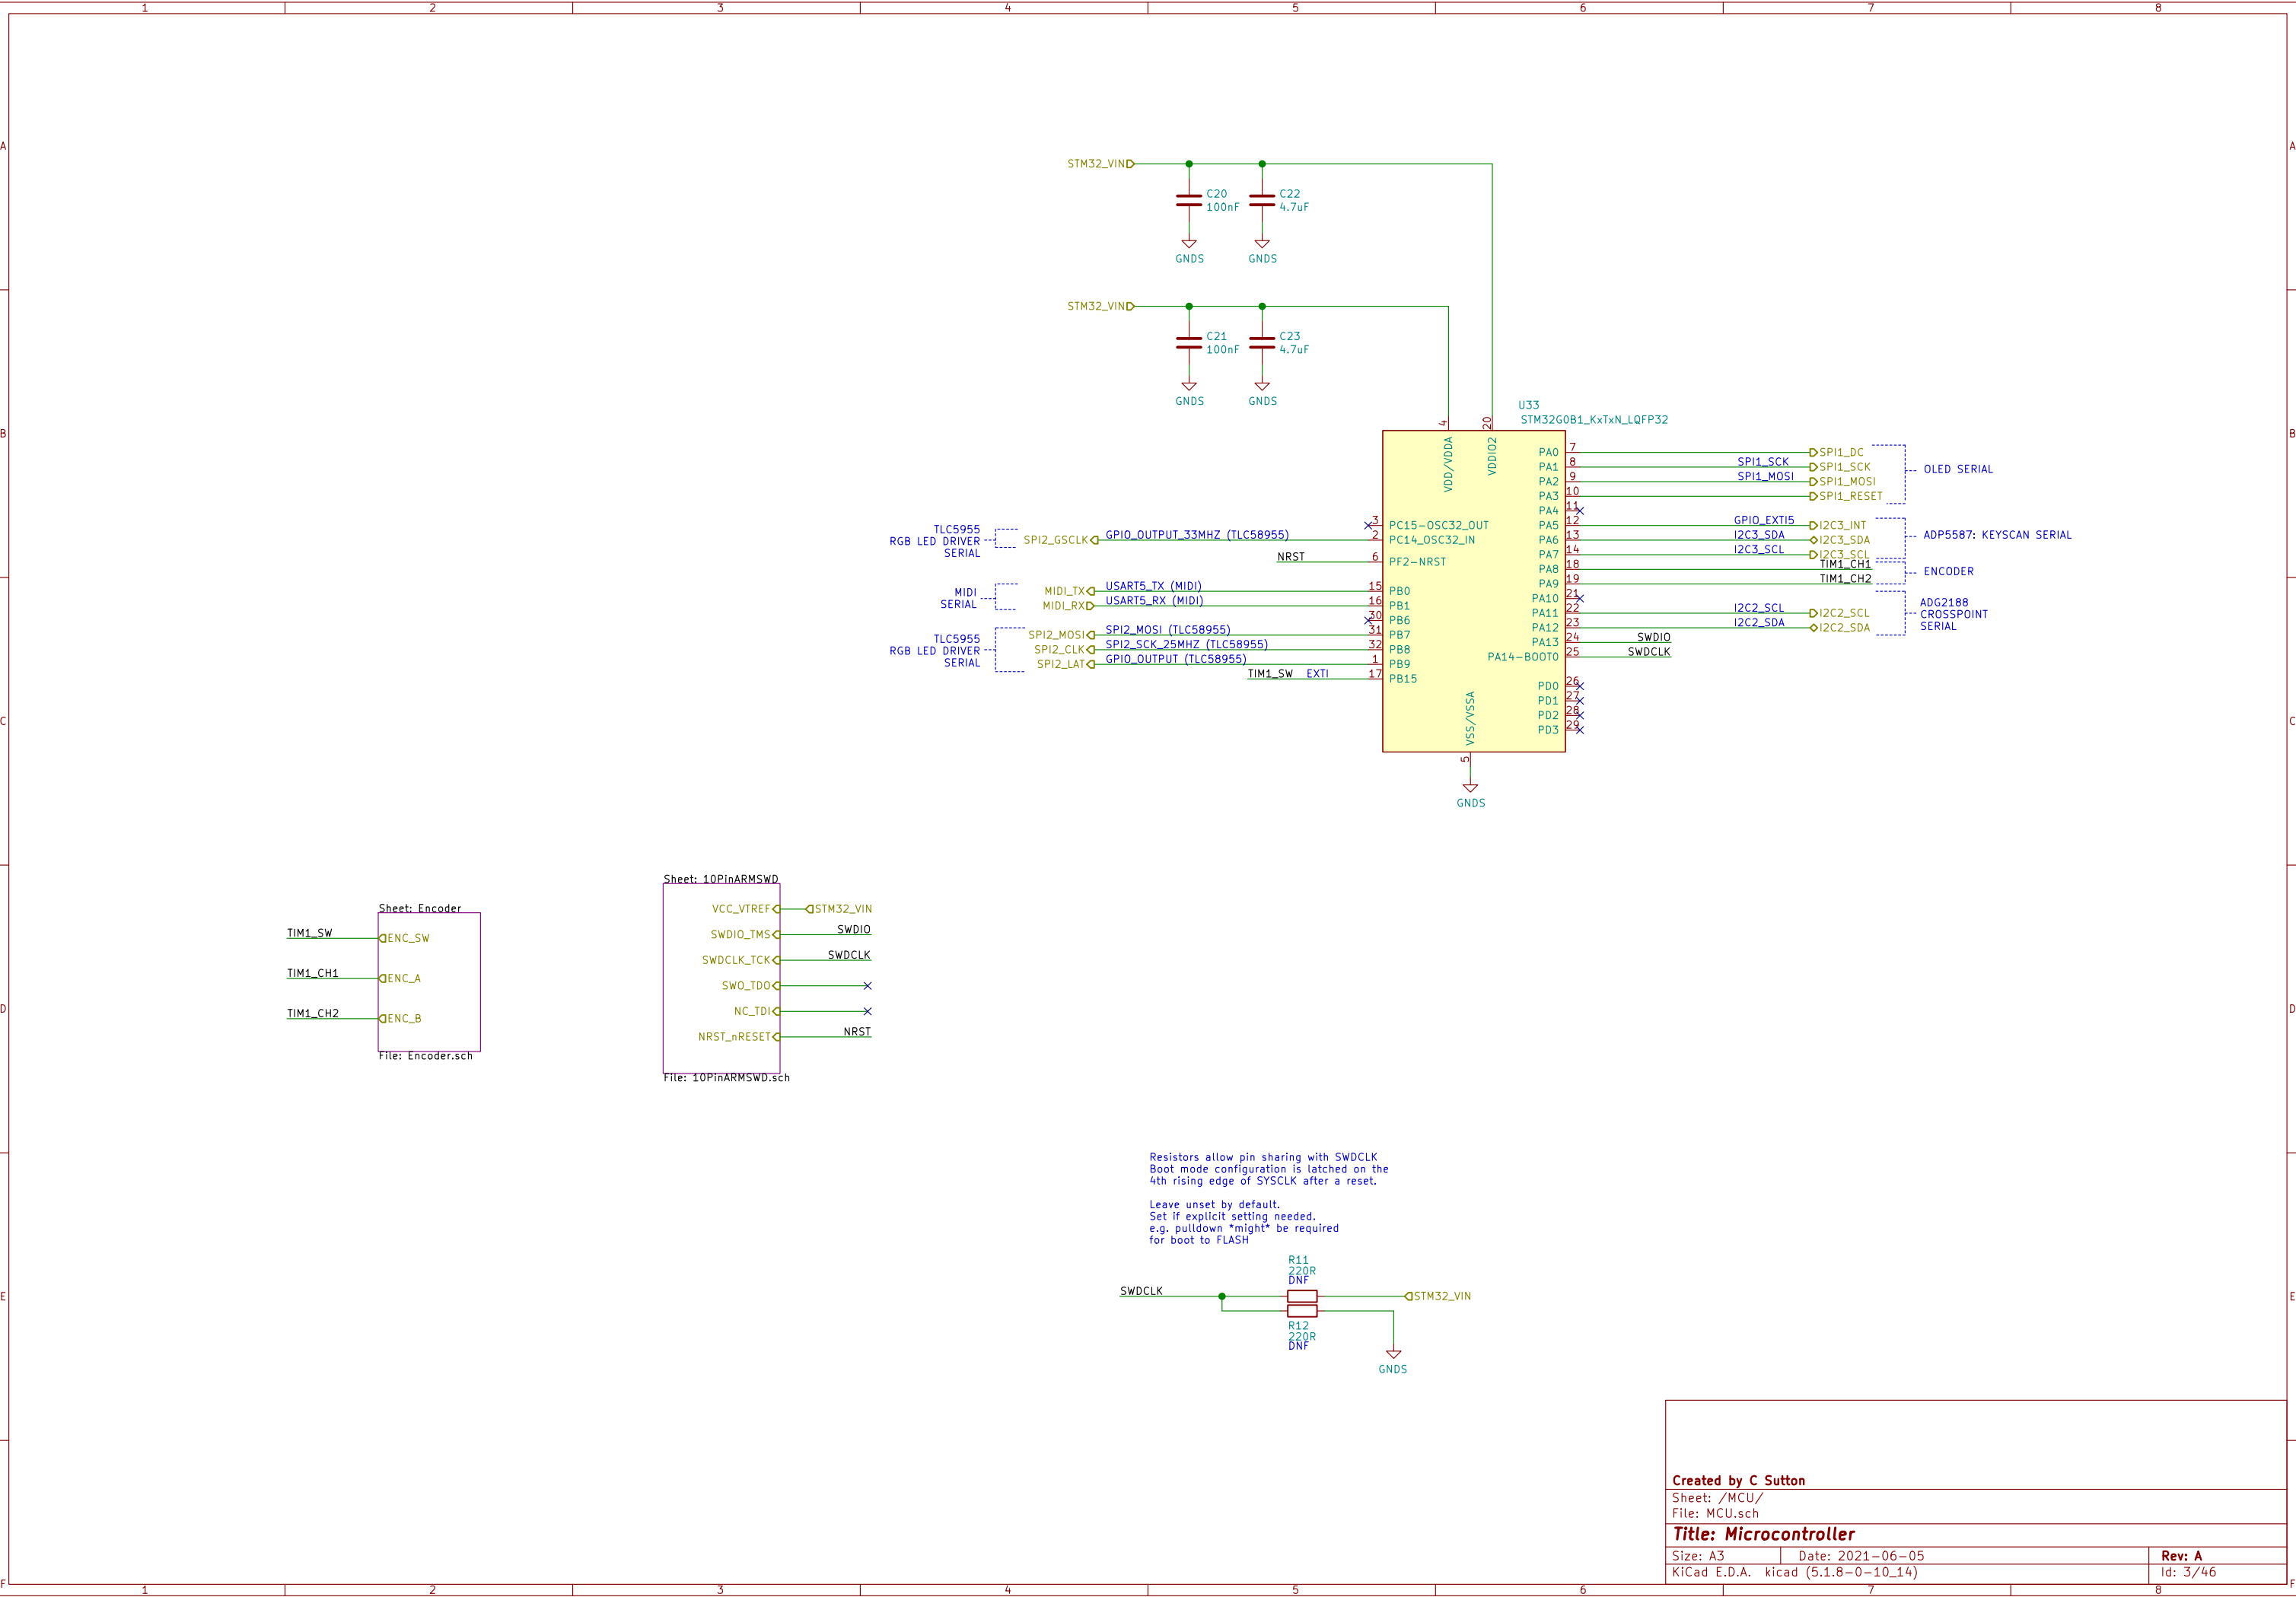 1 2 3 4 5 6 7 8
A A
STM32_VIN
C20
100nF
C22
4.7uF
GNDS GNDS
STM32_VIN
C21
100nF
C23
4.7uF
GNDS GNDS
B B
U33
STM32G0B1_KxTxN_LQFP32
4 VDD/VDDA
20 VDDIO2
3 PC15-OSC32_OUT
2 PC14_OSC32_IN
6 PF2-NRST
15 PB0
16 PB1
30 PB6
31 PB7
32 PB8
1 PB9
17 PB15
5 VSS/VSSA
GNDS
PA0 7
PA1 8
PA2 9
PA3 10
PA4 11
PA5 12
PA6 13
PA7 14
PA8 18
PA9 19
PA10 21
PA11 22
PA12 23
PA13 24
PA14-BOOT0 25
PD0 26
PD1 27
PD2 28
PD3 29
TLC5955
RGB LED DRIVER
SERIAL
SPI2_GSCLK GPIO_OUTPUT_33MHZ (TLC58955)
NRST
MIDI
SERIAL
MIDI_TX USART5_TX (MIDI)
MIDI_RX USART5_RX (MIDI)
TLC5955
RGB LED DRIVER
SERIAL
SPI2_MOSI SPI2_MOSI (TLC58955)
SPI2_CLK SPI2_SCK_25MHZ (TLC58955)
SPI2_LAT GPIO_OUTPUT (TLC58955)
TIM1_SW EXTI
SPI1_DC
SPI1_SCK SPI1_SCK
SPI1_MOSI SPI1_MOSI
SPI1_RESET
OLED SERIAL
GPIO_EXTI5 I2C3_INT
I2C3_SDA I2C3_SDA
I2C3_SCL I2C3_SCL
ADP5587: KEYSCAN SERIAL
TIM1_CH1
TIM1_CH2
ENCODER
I2C2_SCL I2C2_SCL
I2C2_SDA I2C2_SDA
ADG2188
CROSSPOINT
SERIAL
SWDIO
SWDCLK
C C
Sheet: Encoder
TIM1_SW ENC_SW
TIM1_CH1 ENC_A
TIM1_CH2 ENC_B
File: Encoder.sch
Sheet: 10PinARMSWD
VCC_VTREF STM32_VIN
SWDIO_TMS SWDIO
SWDCLK_TCK SWDCLK
SWO_TDO
NC_TDI
NRST_nRESET NRST
File: 10PinARMSWD.sch
D D
Resistors allow pin sharing with SWDCLK
Boot mode configuration is latched on the
4th rising edge of SYSCLK after a reset.
Leave unset by default.
Set if explicit setting needed.
e.g. pulldown *might* be required
for boot to FLASH
R11
220R
DNF
SWDCLK STM32_VIN
R12
220R
DNF
GNDS
E E
Created by C Sutton
Sheet: /MCU/
File: MCU.sch
Title: Microcontroller
Size: A3 Date: 2021-06-05 Rev: A
KiCad E.D.A. kicad (5.1.8-0-10_14) Id: 3/46
F F
1 2 3 4 5 6 7 8